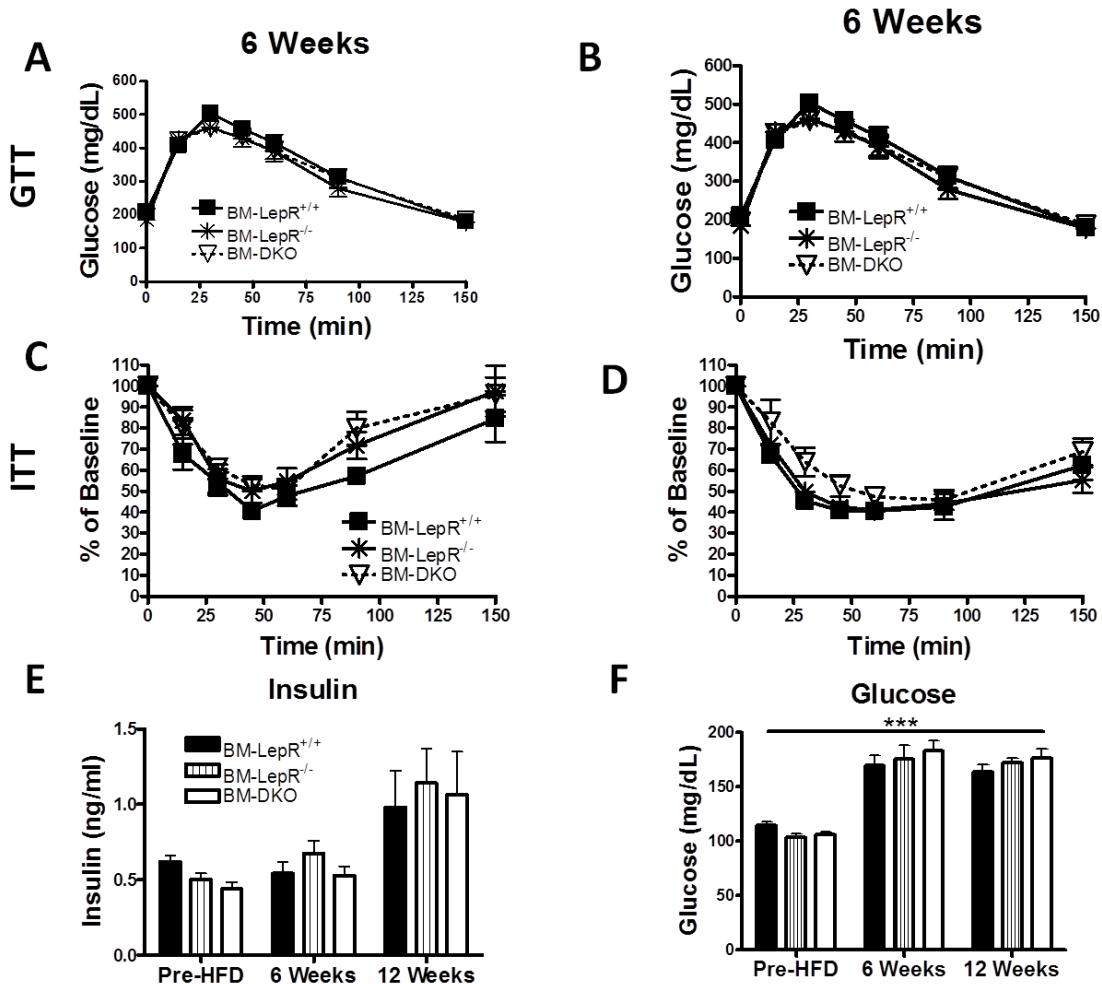 A
6 Weeks
GTT
Glucose (mg/dL)
600
500
400
300
200
100
0
BM-LepR+/+
BM-LepR-/-
BM-DKO
0 25 50 75 100 125 150
Time (min)
B
6 Weeks
Glucose (mg/dL)
600
500
400
300
200
100
0
BM-LepR+/+
BM-LepR-/-
BM-DKO
0 25 50 75 100 125 150
Time (min)
C
ITT
% of Baseline
110
100
90
80
70
60
50
40
30
20
10
0
BM-LepR+/+
BM-LepR-/-
BM-DKO
0 25 50 75 100 125 150
Time (min)
D
% of Baseline
110
100
90
80
70
60
50
40
30
20
10
0
0 25 50 75 100 125 150
Time (min)
E
Insulin
Insulin (ng/ml)
1.5
1.0
0.5
0.0
BM-LepR+/+
BM-LepR-/-
BM-DKO
Pre-HFD 6 Weeks 12 Weeks
F
Glucose
***
Glucose (mg/dL)
200
150
100
50
0
Pre-HFD 6 Weeks 12 Weeks